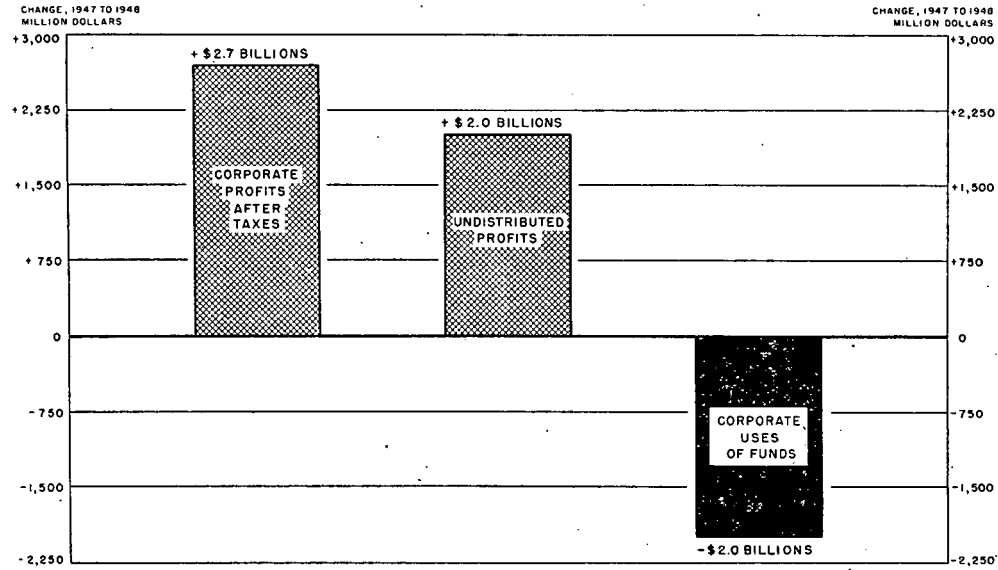 CHANGE, 1947 TO 1948
MILLION DOLLARS
CHANGE, 1947 TO 1948
MILLION DOLLARS
+3,000
+3,000
+ $2.7 BILLIONS
+2,250
+2,250
+ $2.0 BILLIONS
+1,500
+1,500
CORPORATE
PROFITS
AFTER
TAXES
UNDISTRIBUTED
PROFITS
+ 750
+750
0
0
-750
-750
CORPORATE
USES
OF FUNDS
-1,500
-1,500
-$2.0 BILLIONS
-2,250
-2,250